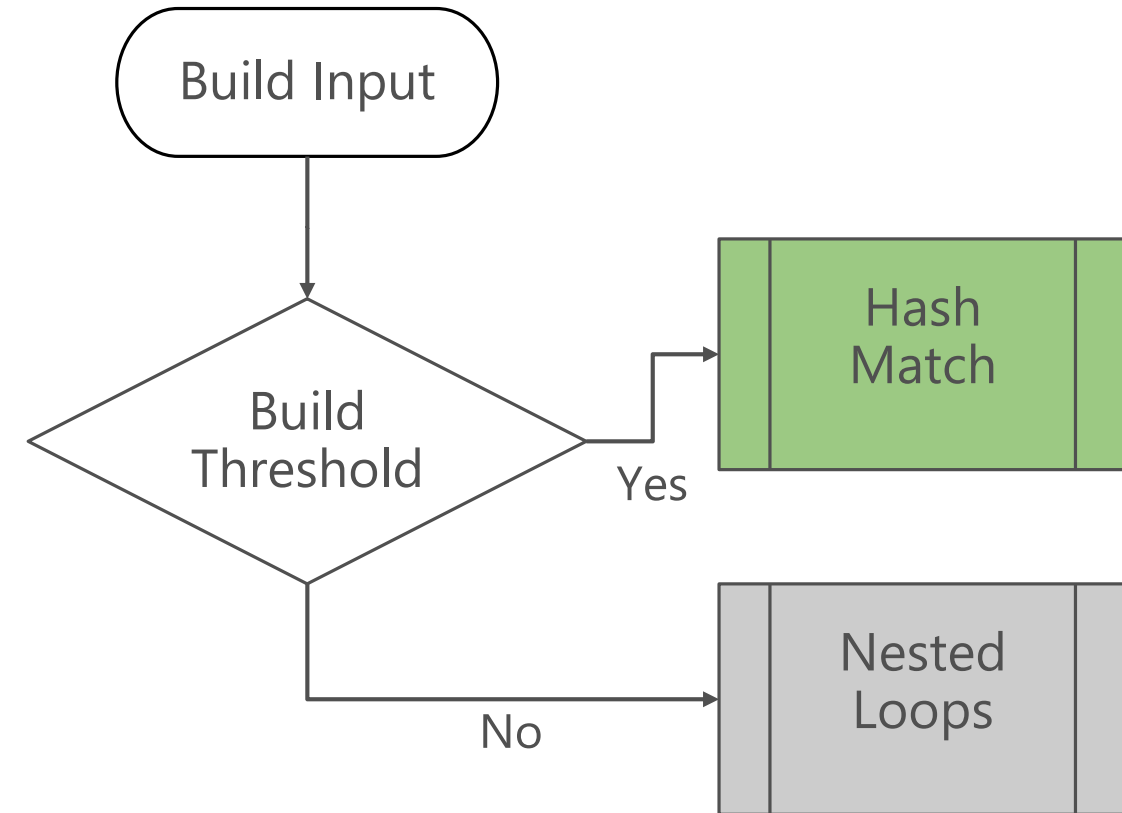 Build Input
Hash
Match
Build
Threshold
Yes
Nested
Loops
No